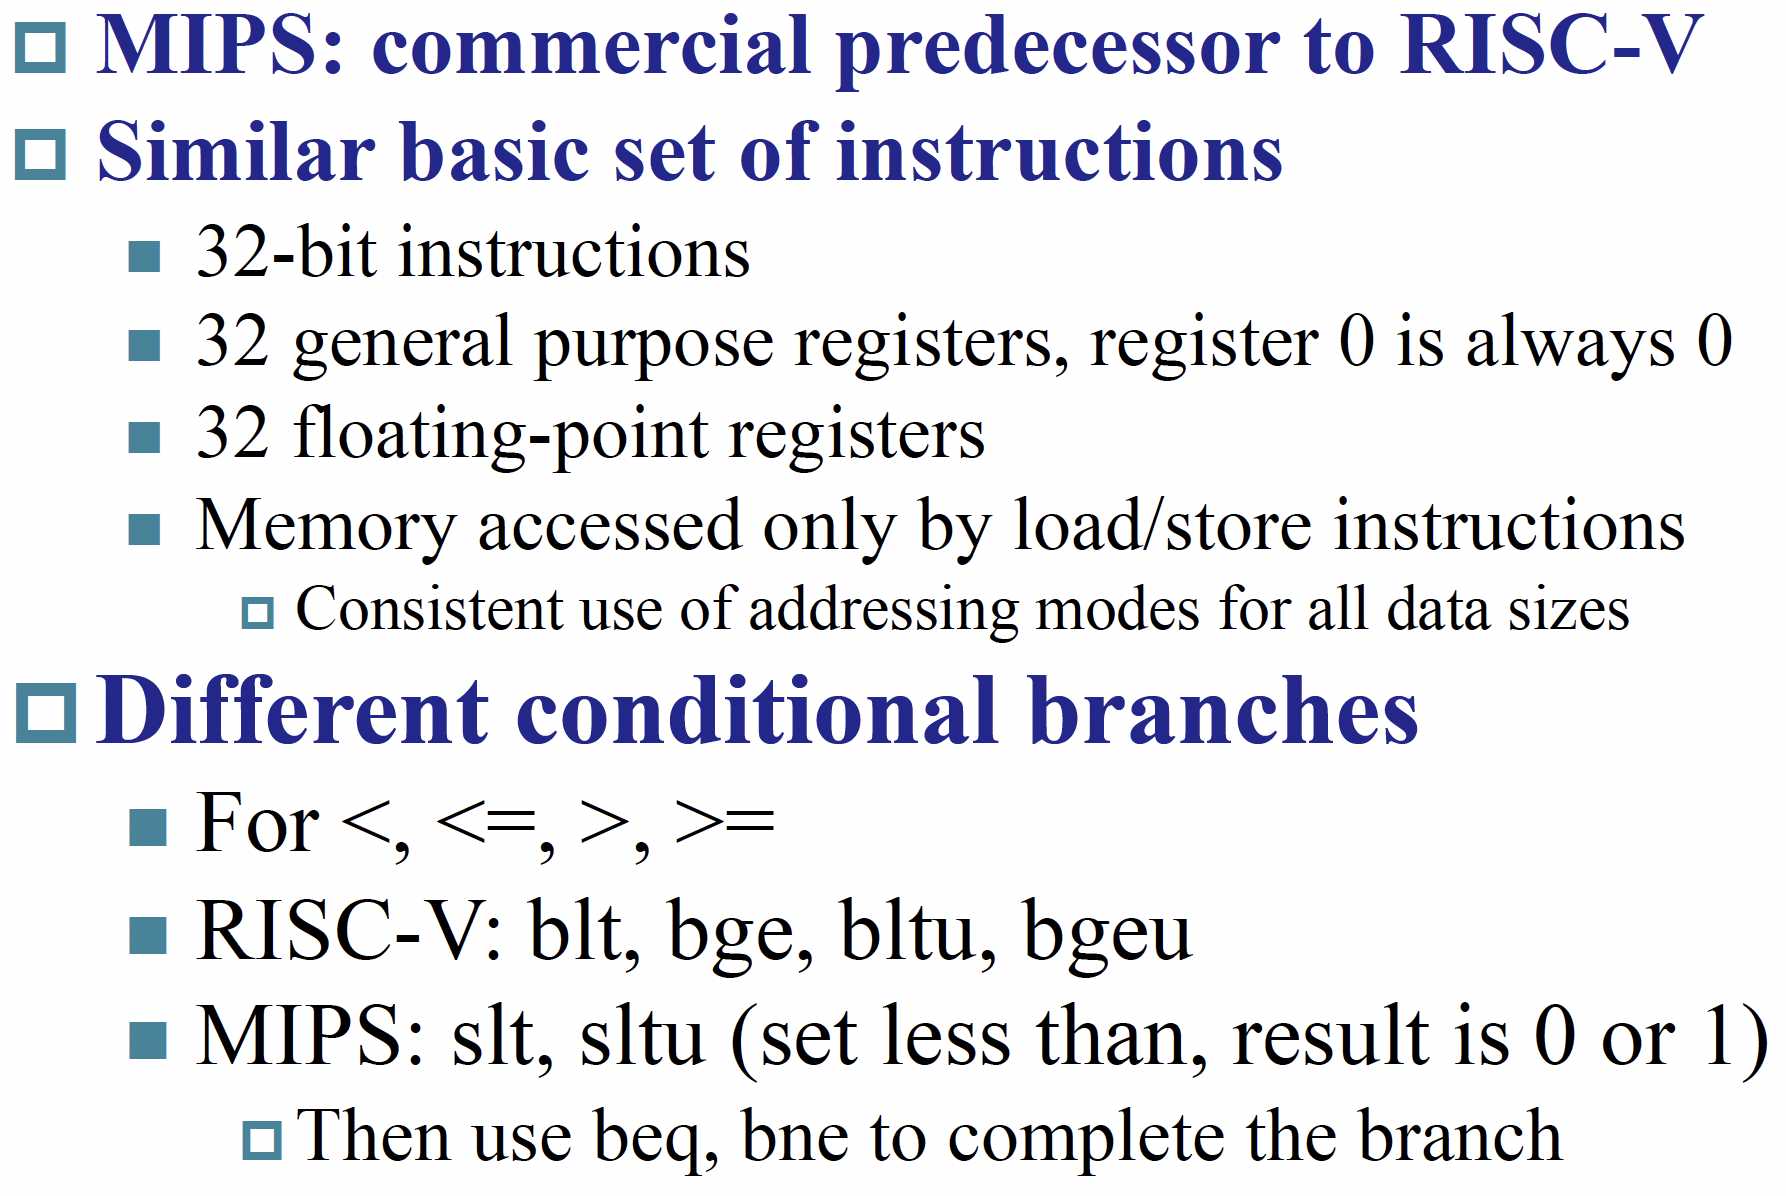 MIPS: commercial predecessor to RISC-V
Similar basic set of instructions
32-bit instructions
32 general purpose registers, register 0 is always 0
32 floating-point registers
Memory accessed only by load/store instructions
Consistent use of addressing modes for all data sizes
Different conditional branches
For <, <=, >, >=
RISC-V: blt, bge, bltu, bgeu
MIPS: slt, sltu (set less than, result is 0 or 1)
Then use beq, bne to complete the branch